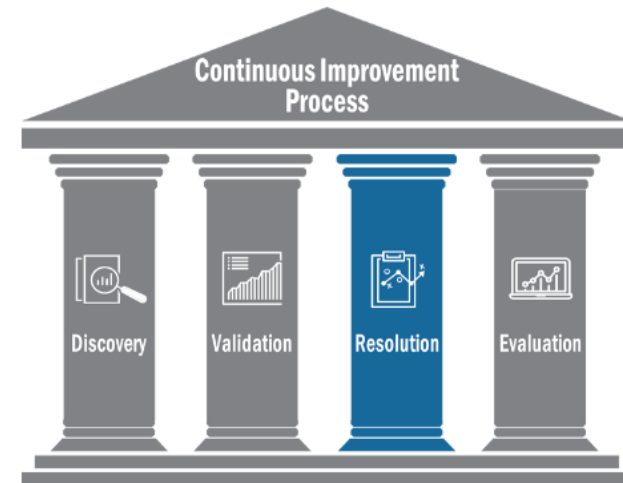 Continuous Improvement
Process
Discovery
Validation
Resolution
Evaluation